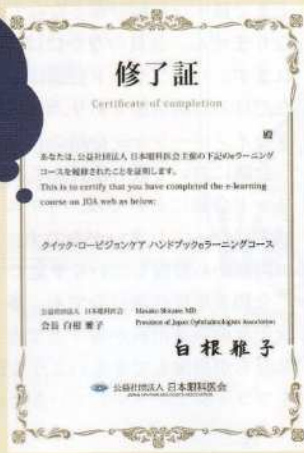 修了証
Certificate of completion
殿
あなたは、公益社団法人 日本眼科医会主催の下記のeラーニング
コースを履修されたことを証明します。
This is to certify that you have completed the e-learning
course on JOA web as below:
クイック・ロービジョンケア ハンドブックeラーニングコース
公益社団法人 日本眼科医会 Masako Shirane MD
会長 白根 雅子 President of Japan Ophthalmologists Association
白根雅子
公益社団法人 日本眼科医会
JAPAN OPHTHALMOLOGISTS ASSOCIATION